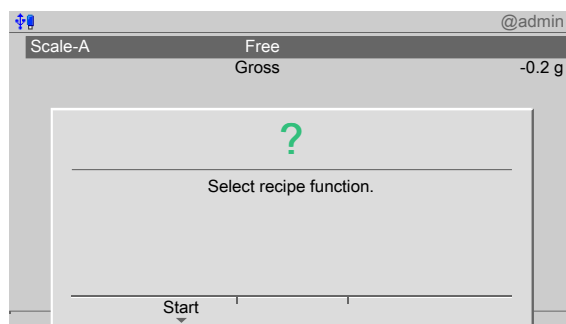 @admin
Scale-A Free
Gross -0.2 g
?
Select recipe function.
Start